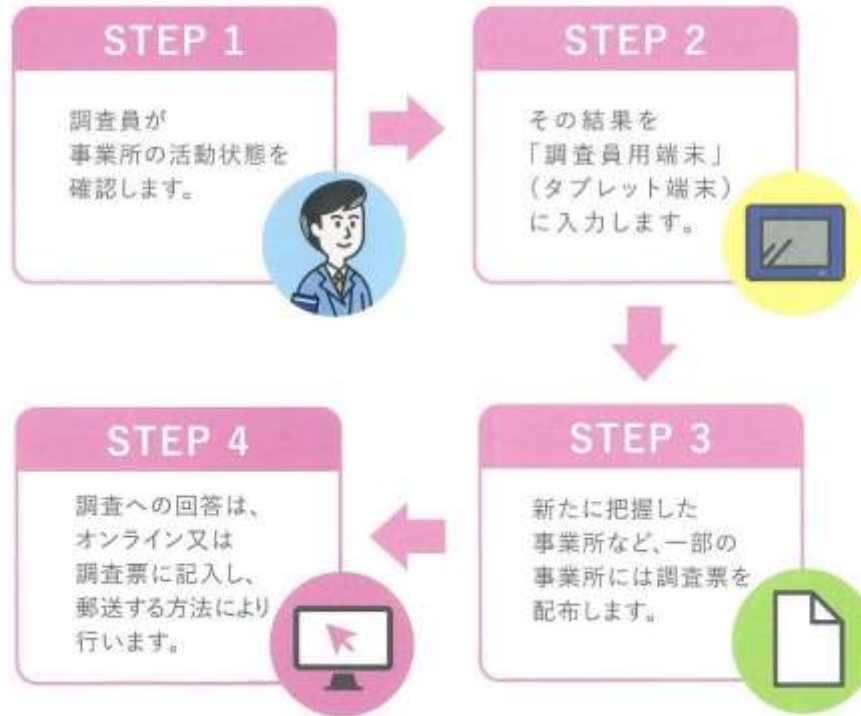 STEP 1
調査員が
事業所の活動状態を
確認します。
STEP 2
その結果を
「調査員用端末」
(タブレット端末)
に入力します。
STEP 3
新たに把握した
事業所など、一部の
事業所には調査票を
配布します。
STEP 4
調査への回答は、
オンライン又は
調査票に記入し、
郵送する方法により
行います。